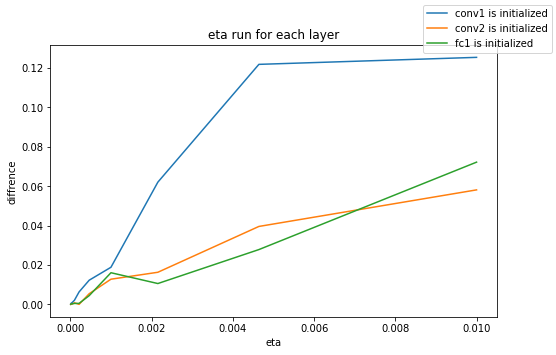 eta run for each layer
conv1 is initialized
conv2 is initialized
fc1 is initialized
diffrence
0.12
0.10
0.08
0.06
0.04
0.02
0.00
0.000 0.002 0.004 0.006 0.008 0.010
eta